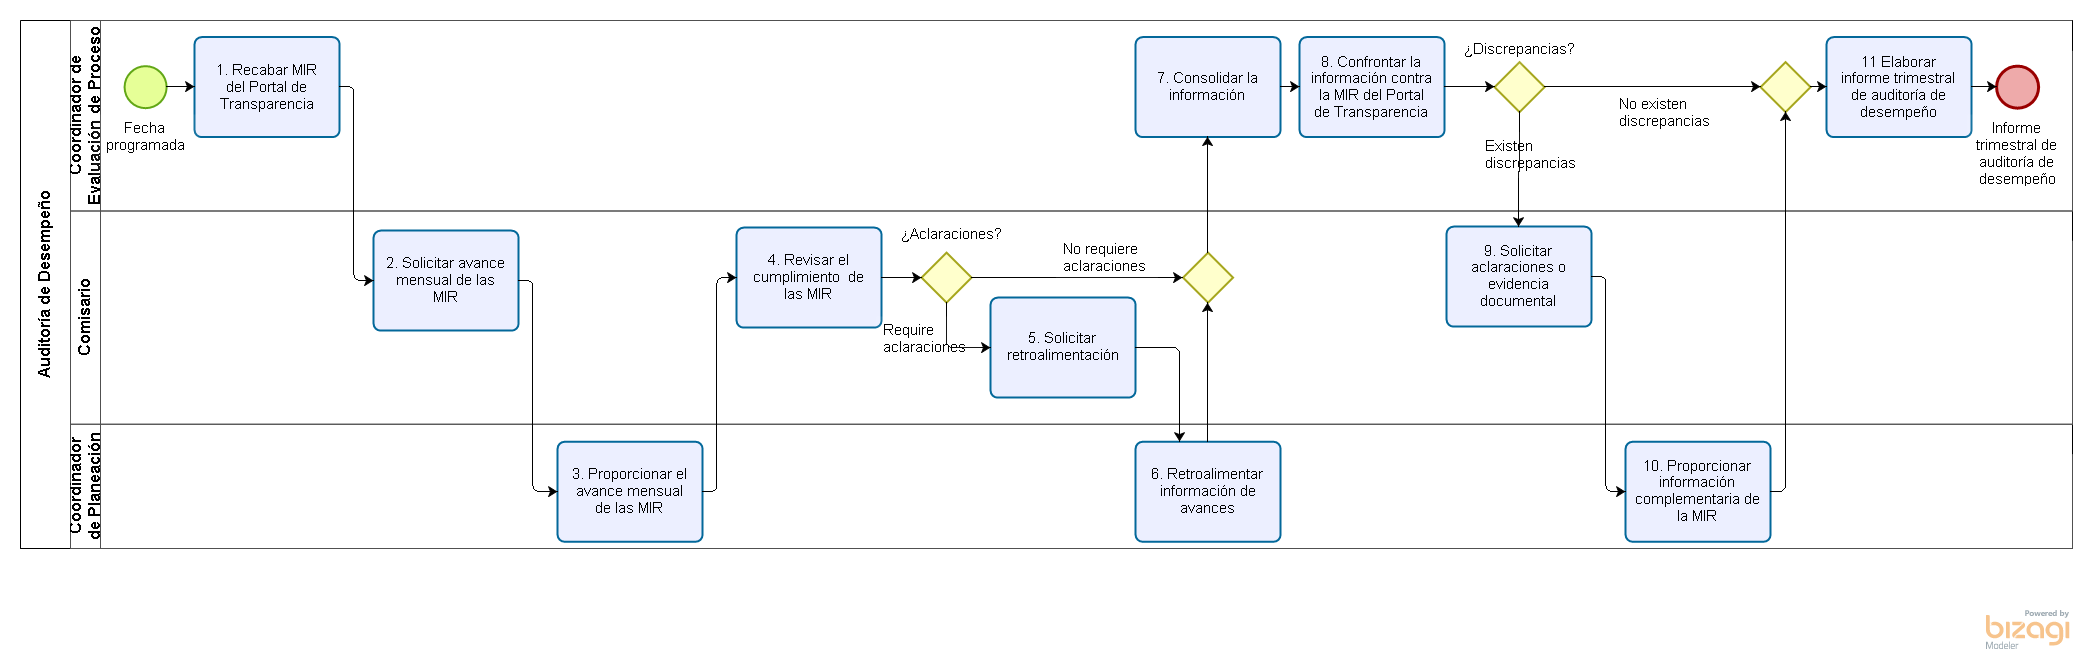 Auditoría de Desempeño
Coordinador de
Evaluación de Proceso
Fecha
programada
1. Recabar MIR
del Portal de
Transparencia
7. Consolidar la
información
8. Confrontar la
información contra
la MIR del Portal
de Transparencia
¿Discrepancias?
No existen
discrepancias
Existen
discrepancias
11 Elaborar
informe trimestral
de auditoría de
desempeño
Informe
trimestral de
auditoría de
desempeño
Comisario
2. Solicitar avance
mensual de las
MIR
4. Revisar el
cumplimiento  de
las MIR
¿Aclaraciones?
No requiere
aclaraciones
Require
aclaraciones
5. Solicitar
retroalimentación
9. Solicitar
aclaraciones o
evidencia
documental
Coordinador
de Planeación
3. Proporcionar el
avance mensual
de las MIR
6. Retroalimentar
información de
avances
10. Proporcionar
información
complementaria de
la MIR
Powered by
bizagi
Modeler